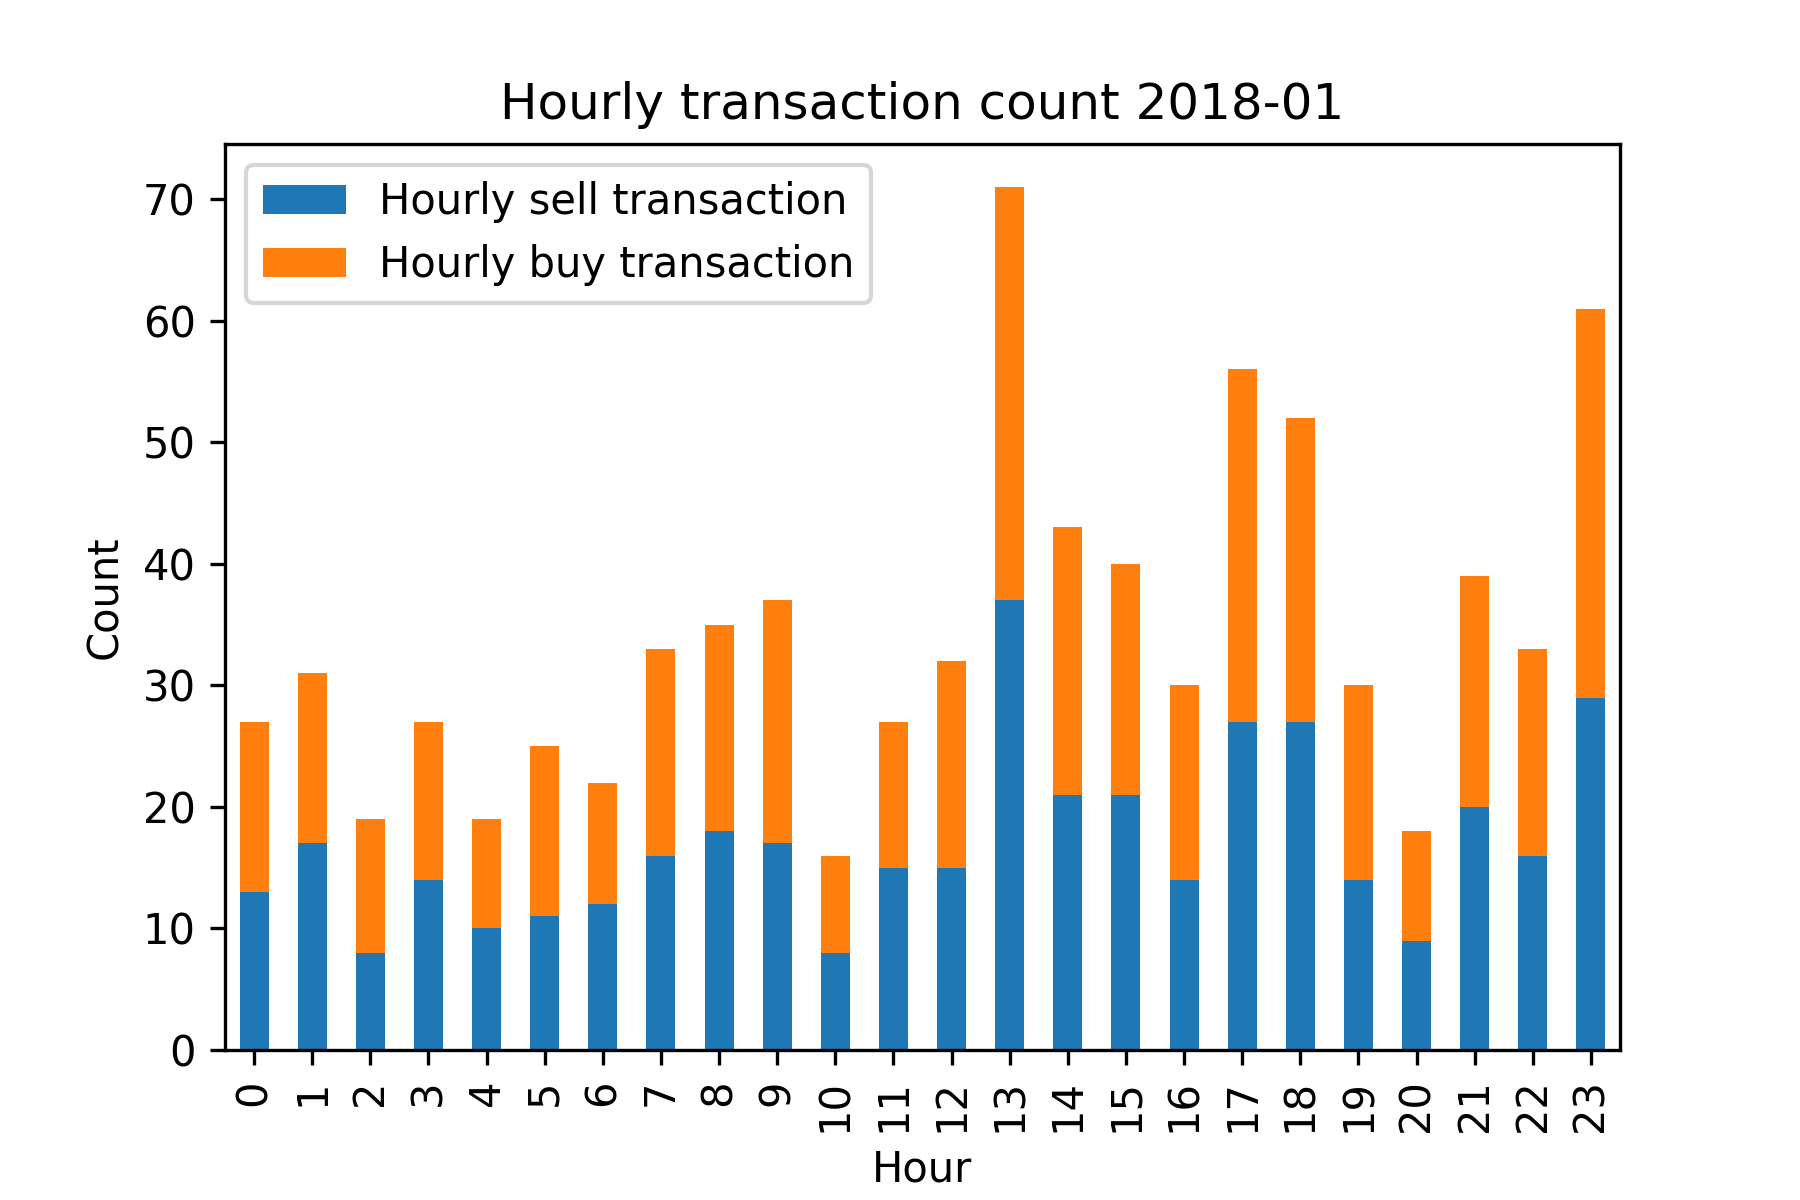 Hourly transaction count 2018-01
Hourly sell transaction
Hourly buy transaction
70
60
50
40
30
20
10
0
Count
0 1 2 3 4 5 6 7 8 9 10 11 12 13 14 15 16 17 18 19 20 21 22 23
Hour